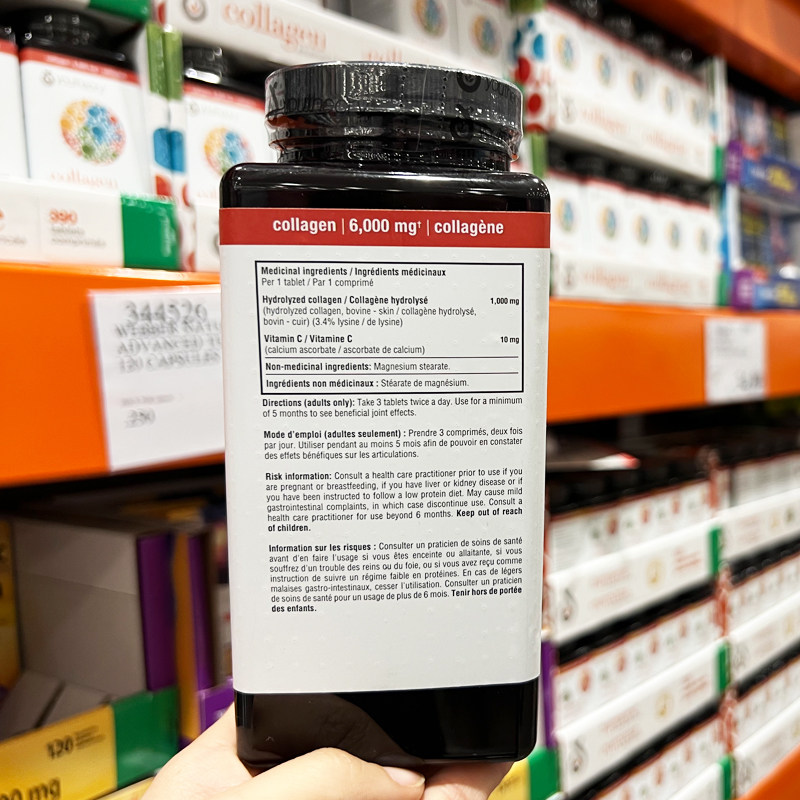 collagen
390
344526
WEBBER NATU
ADVANCED
120 CAPSULES
collagen | 6,000 mg† | collagène
Medicinal ingredients / Ingrédients médicinaux
Per 1 tablet / Par 1 comprimé
Hydrolyzed collagen / Collagène hydrolysé 1,000 mg
(hydrolyzed collagen, bovine - skin / collagène hydrolysé,
bovin - cuir) (3.4% lysine / de lysine)
Vitamin C / Vitamine C 10 mg
(calcium ascorbate / ascorbate de calcium)
Non-medicinal ingredients: Magnesium stearate.
Ingrédients non médicinaux : Stéarate de magnésium.
Directions (adults only): Take 3 tablets twice a day. Use for a minimum
of 5 months to see beneficial joint effects.
Mode d'emploi (adultes seulement) : Prendre 3 comprimés, deux fois
par jour. Utiliser pendant au moins 5 mois afin de pouvoir en constater
des effets bénéfiques sur les articulations.
Risk information: Consult a health care practitioner prior to use if you
are pregnant or breastfeeding, if you have liver or kidney disease or if
you have been instructed to follow a low protein diet. May cause mild
gastrointestinal complaints, in which case discontinue use. Consult a
health care practitioner for use beyond 6 months. Keep out of reach
of children.
Information sur les risques : Consulter un praticien de soins de santé
avant d'en faire l'usage si vous êtes enceinte ou allaitante, si vous
souffrez d'un trouble des reins ou du foie, ou si vous avez reçu comme
instruction de suivre un régime faible en protéines. En cas de légers
malaises gastro-intestinaux, cesser l'utilisation. Consulter un praticien
de soins de santé pour un usage de plus de 6 mois. Tenir hors de portée
des enfants.
120
00 mg